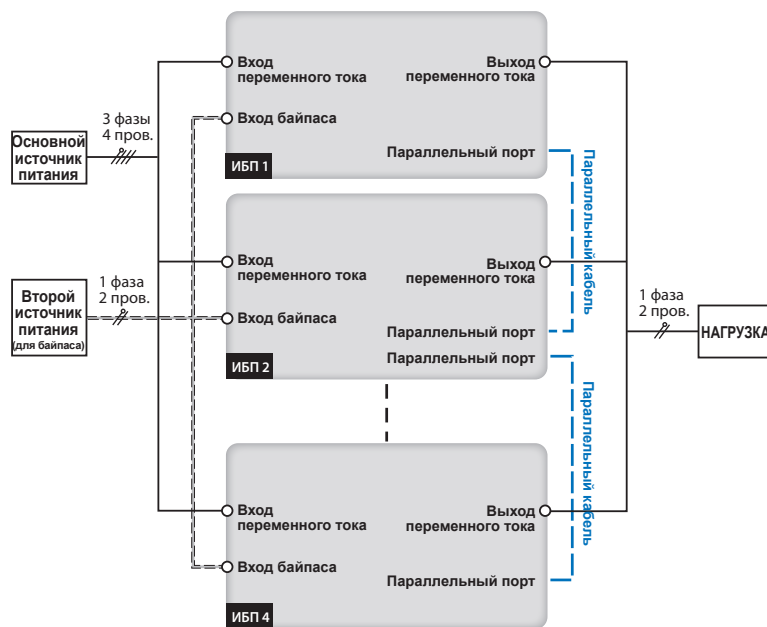 Вход
переменного тока
Выход
переменного тока
3 фазы
4 пров.
Вход байпаса
Основной
источник
питания
Параллельный порт
ИБП 1
Параллельный кабель
Вход
переменного тока
Выход
переменного тока
1 фаза
2 пров.
Второй
источник
питания
(для байпаса)
Вход байпаса
1 фаза
2 пров.
НАГРУЗКА
Параллельный порт
Параллельный порт
ИБП 2
Параллельный кабель
Вход
переменного тока
Выход
переменного тока
Вход байпаса
Параллельный порт
ИБП 4